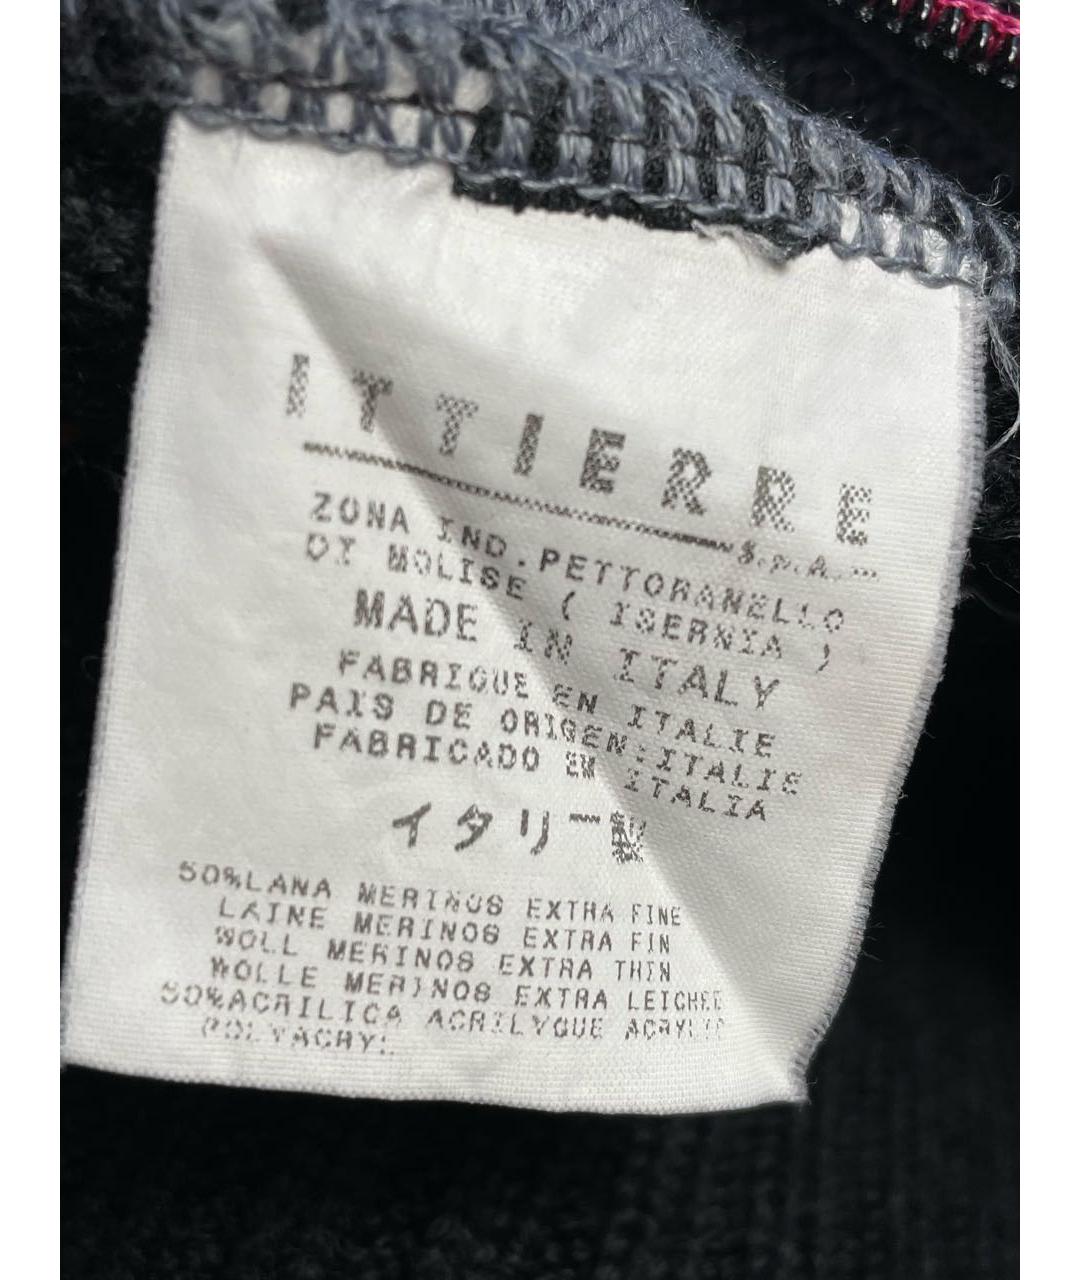 ITTIERRE
S.p.A.
ZONA IND. PETTORANELLO
DI MOLISE ( ISERNIA )
MADE IN ITALY
FABRIQUE EN ITALIE
PAIS DE ORIGEN:ITALIE
FABRICADO EN ITALIA
イタリー製
50%LANA MERINOS EXTRA FINE
LAINE MERINOS EXTRA FIN
WOLL MERINOS EXTRA THIN
WOLLE MERINOS EXTRA LEICHEE
50%ACRILICA ACRILYQUE ACRYLIC
POLYACRYL